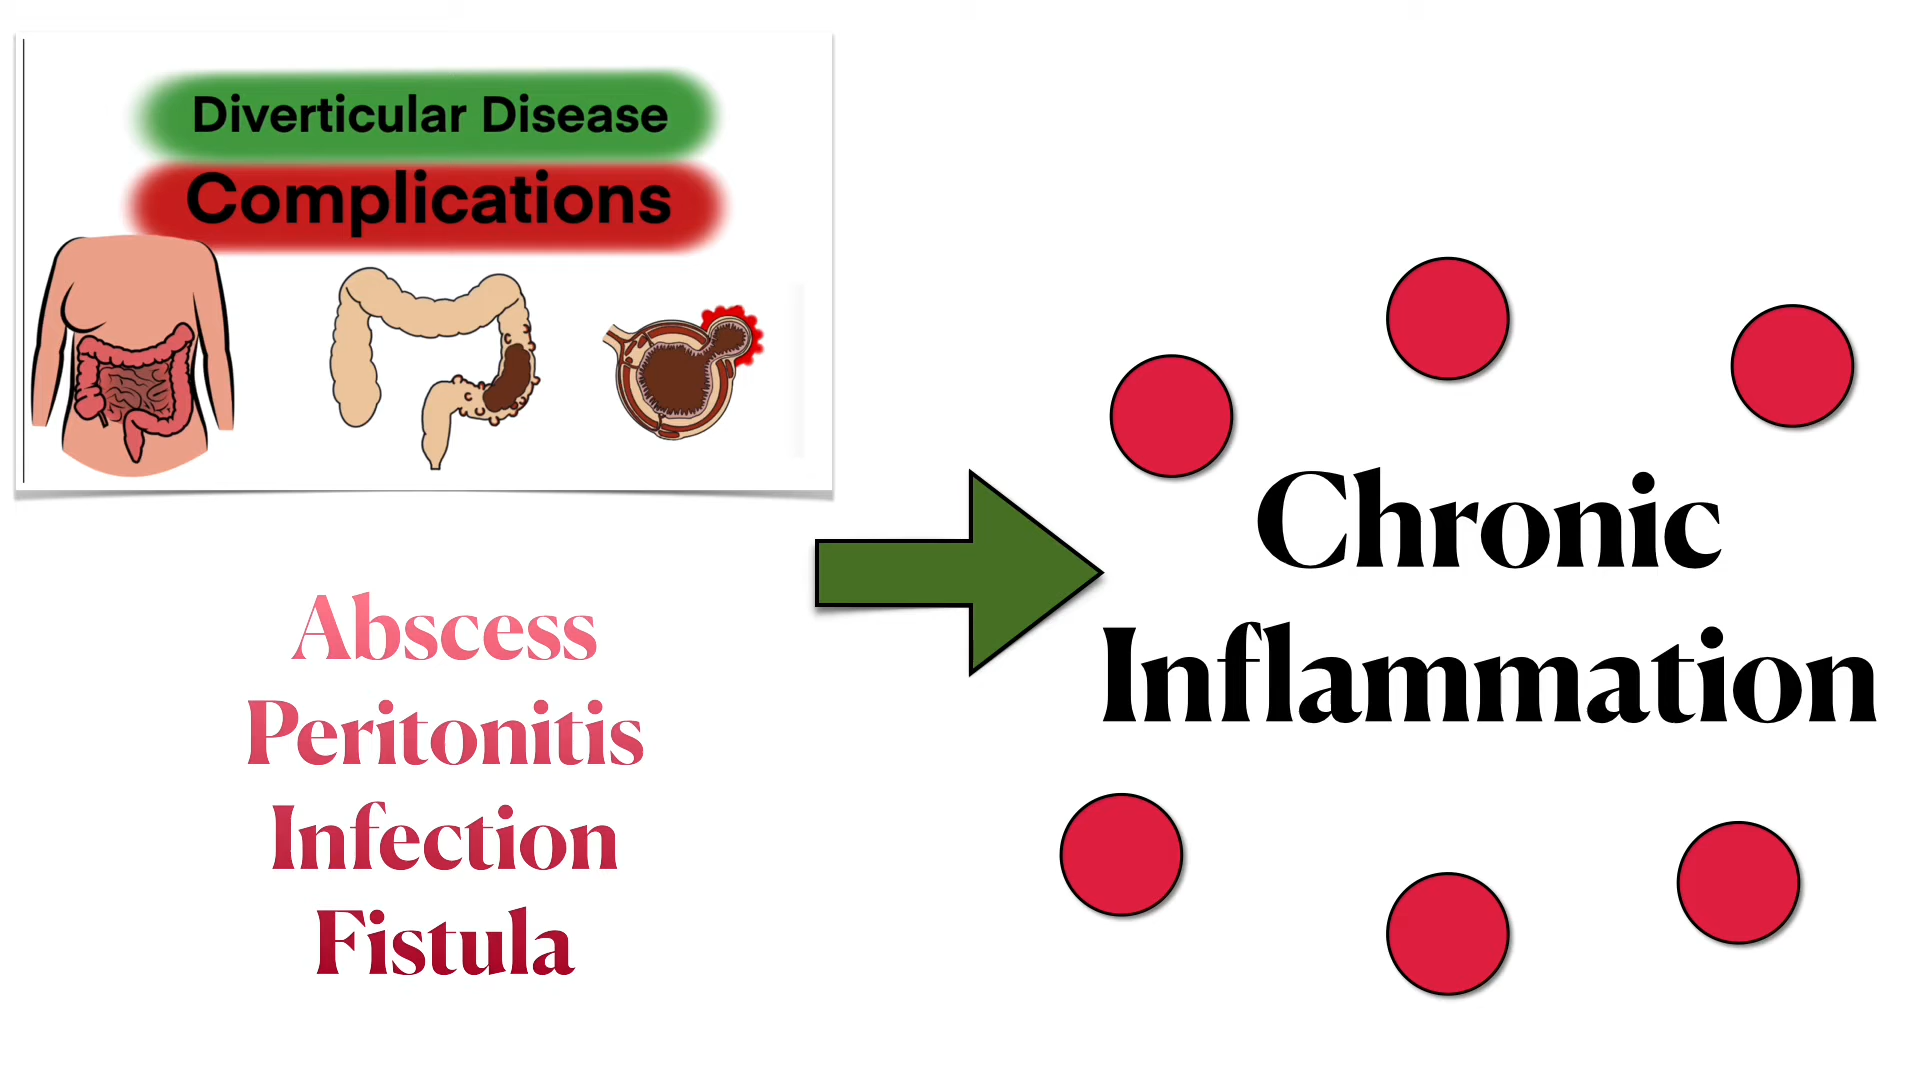 Diverticular Disease
Complications
Abscess
Peritonitis
Infection
Fistula
Chronic
Inflammation